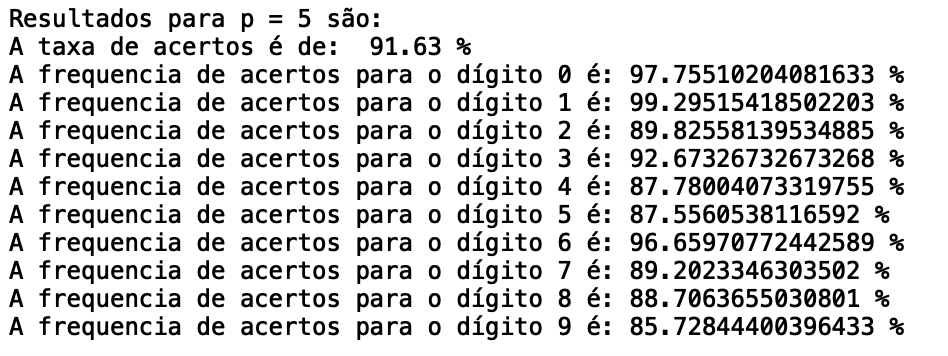 Resultados para p = 5 são:
A taxa de acertos é de:  91.63 %
A frequencia de acertos para o dígito 0 é: 97.75510204081633 %
A frequencia de acertos para o dígito 1 é: 99.29515418502203 %
A frequencia de acertos para o dígito 2 é: 89.82558139534885 %
A frequencia de acertos para o dígito 3 é: 92.67326732673268 %
A frequencia de acertos para o dígito 4 é: 87.78004073319755 %
A frequencia de acertos para o dígito 5 é: 87.5560538116592 %
A frequencia de acertos para o dígito 6 é: 96.65970772442589 %
A frequencia de acertos para o dígito 7 é: 89.2023346303502 %
A frequencia de acertos para o dígito 8 é: 88.7063655030801 %
A frequencia de acertos para o dígito 9 é: 85.72844400396433 %